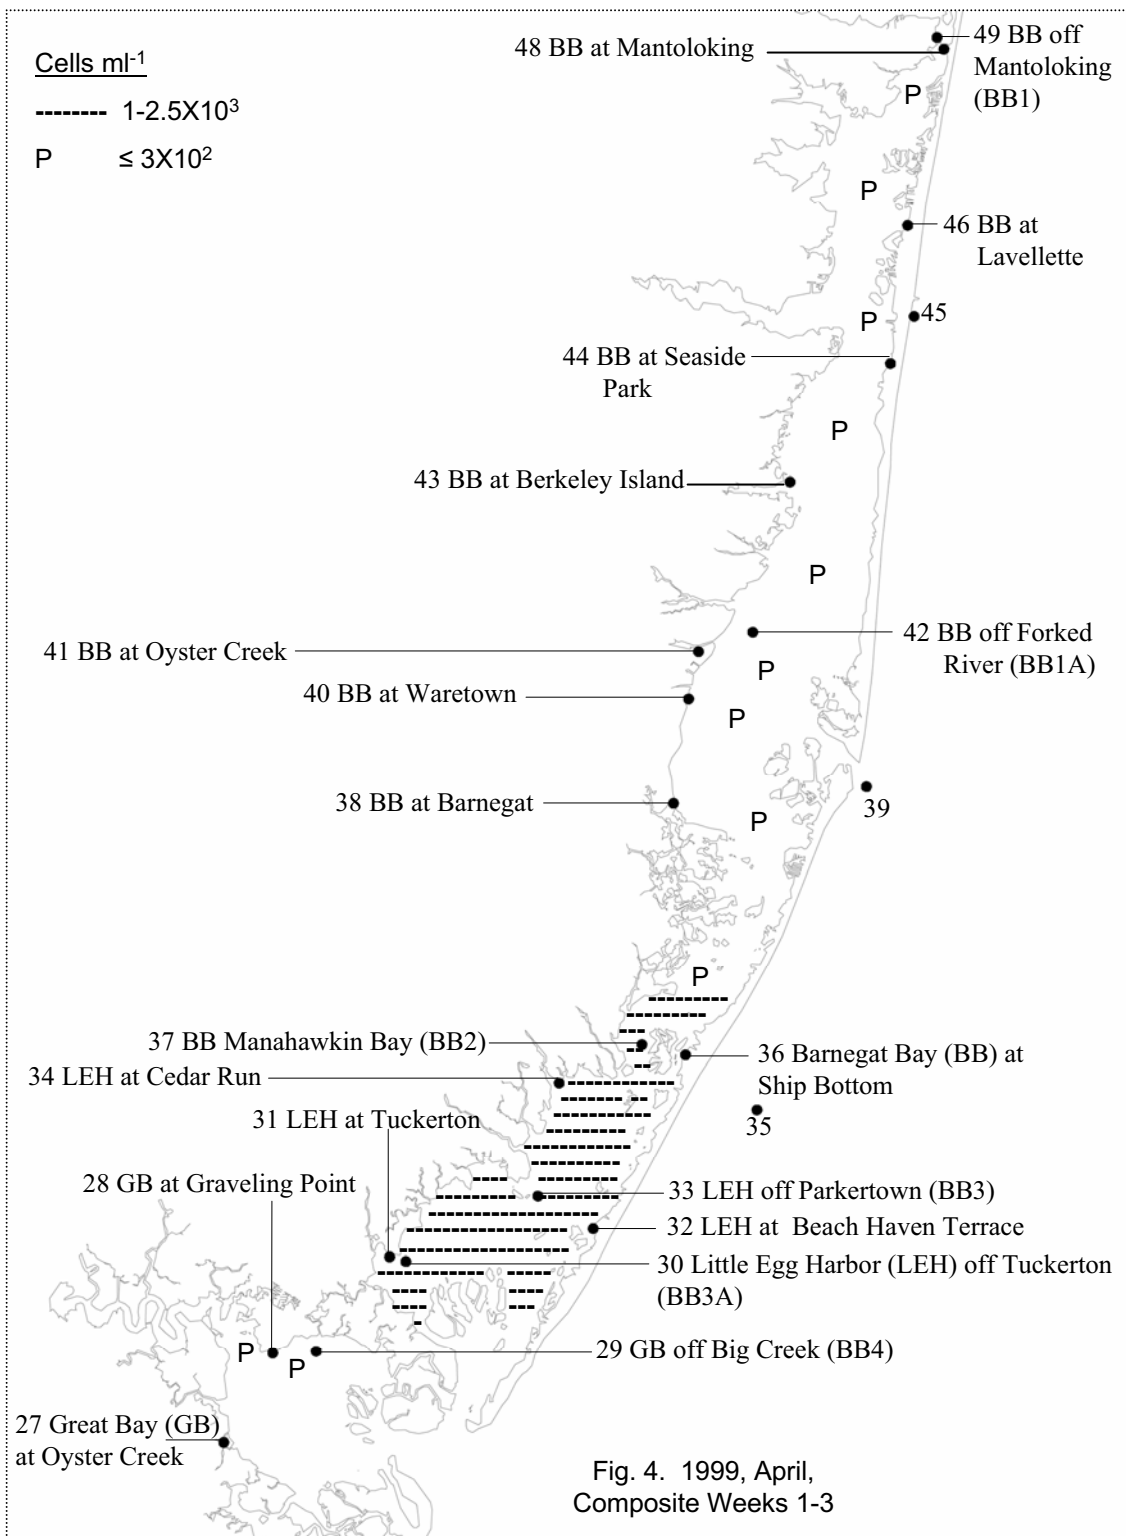 Cells ml-1
-------- 1-2.5X103
P ≤ 3X102
48 BB at Mantoloking
49 BB off
Mantoloking
(BB1)
P
P
46 BB at
Lavellette
45
P
44 BB at Seaside
Park
P
43 BB at Berkeley Island
P
42 BB off Forked
River (BB1A)
41 BB at Oyster Creek
P
40 BB at Waretown
P
38 BB at Barnegat
39
P
P
37 BB Manahawkin Bay (BB2)
36 Barnegat Bay (BB) at
Ship Bottom
34 LEH at Cedar Run
35
31 LEH at Tuckerton
28 GB at Graveling Point
33 LEH off Parkertown (BB3)
32 LEH at Beach Haven Terrace
30 Little Egg Harbor (LEH) off Tuckerton
(BB3A)
P
P
29 GB off Big Creek (BB4)
27 Great Bay (GB)
at Oyster Creek
Fig. 4. 1999, April,
Composite Weeks 1-3